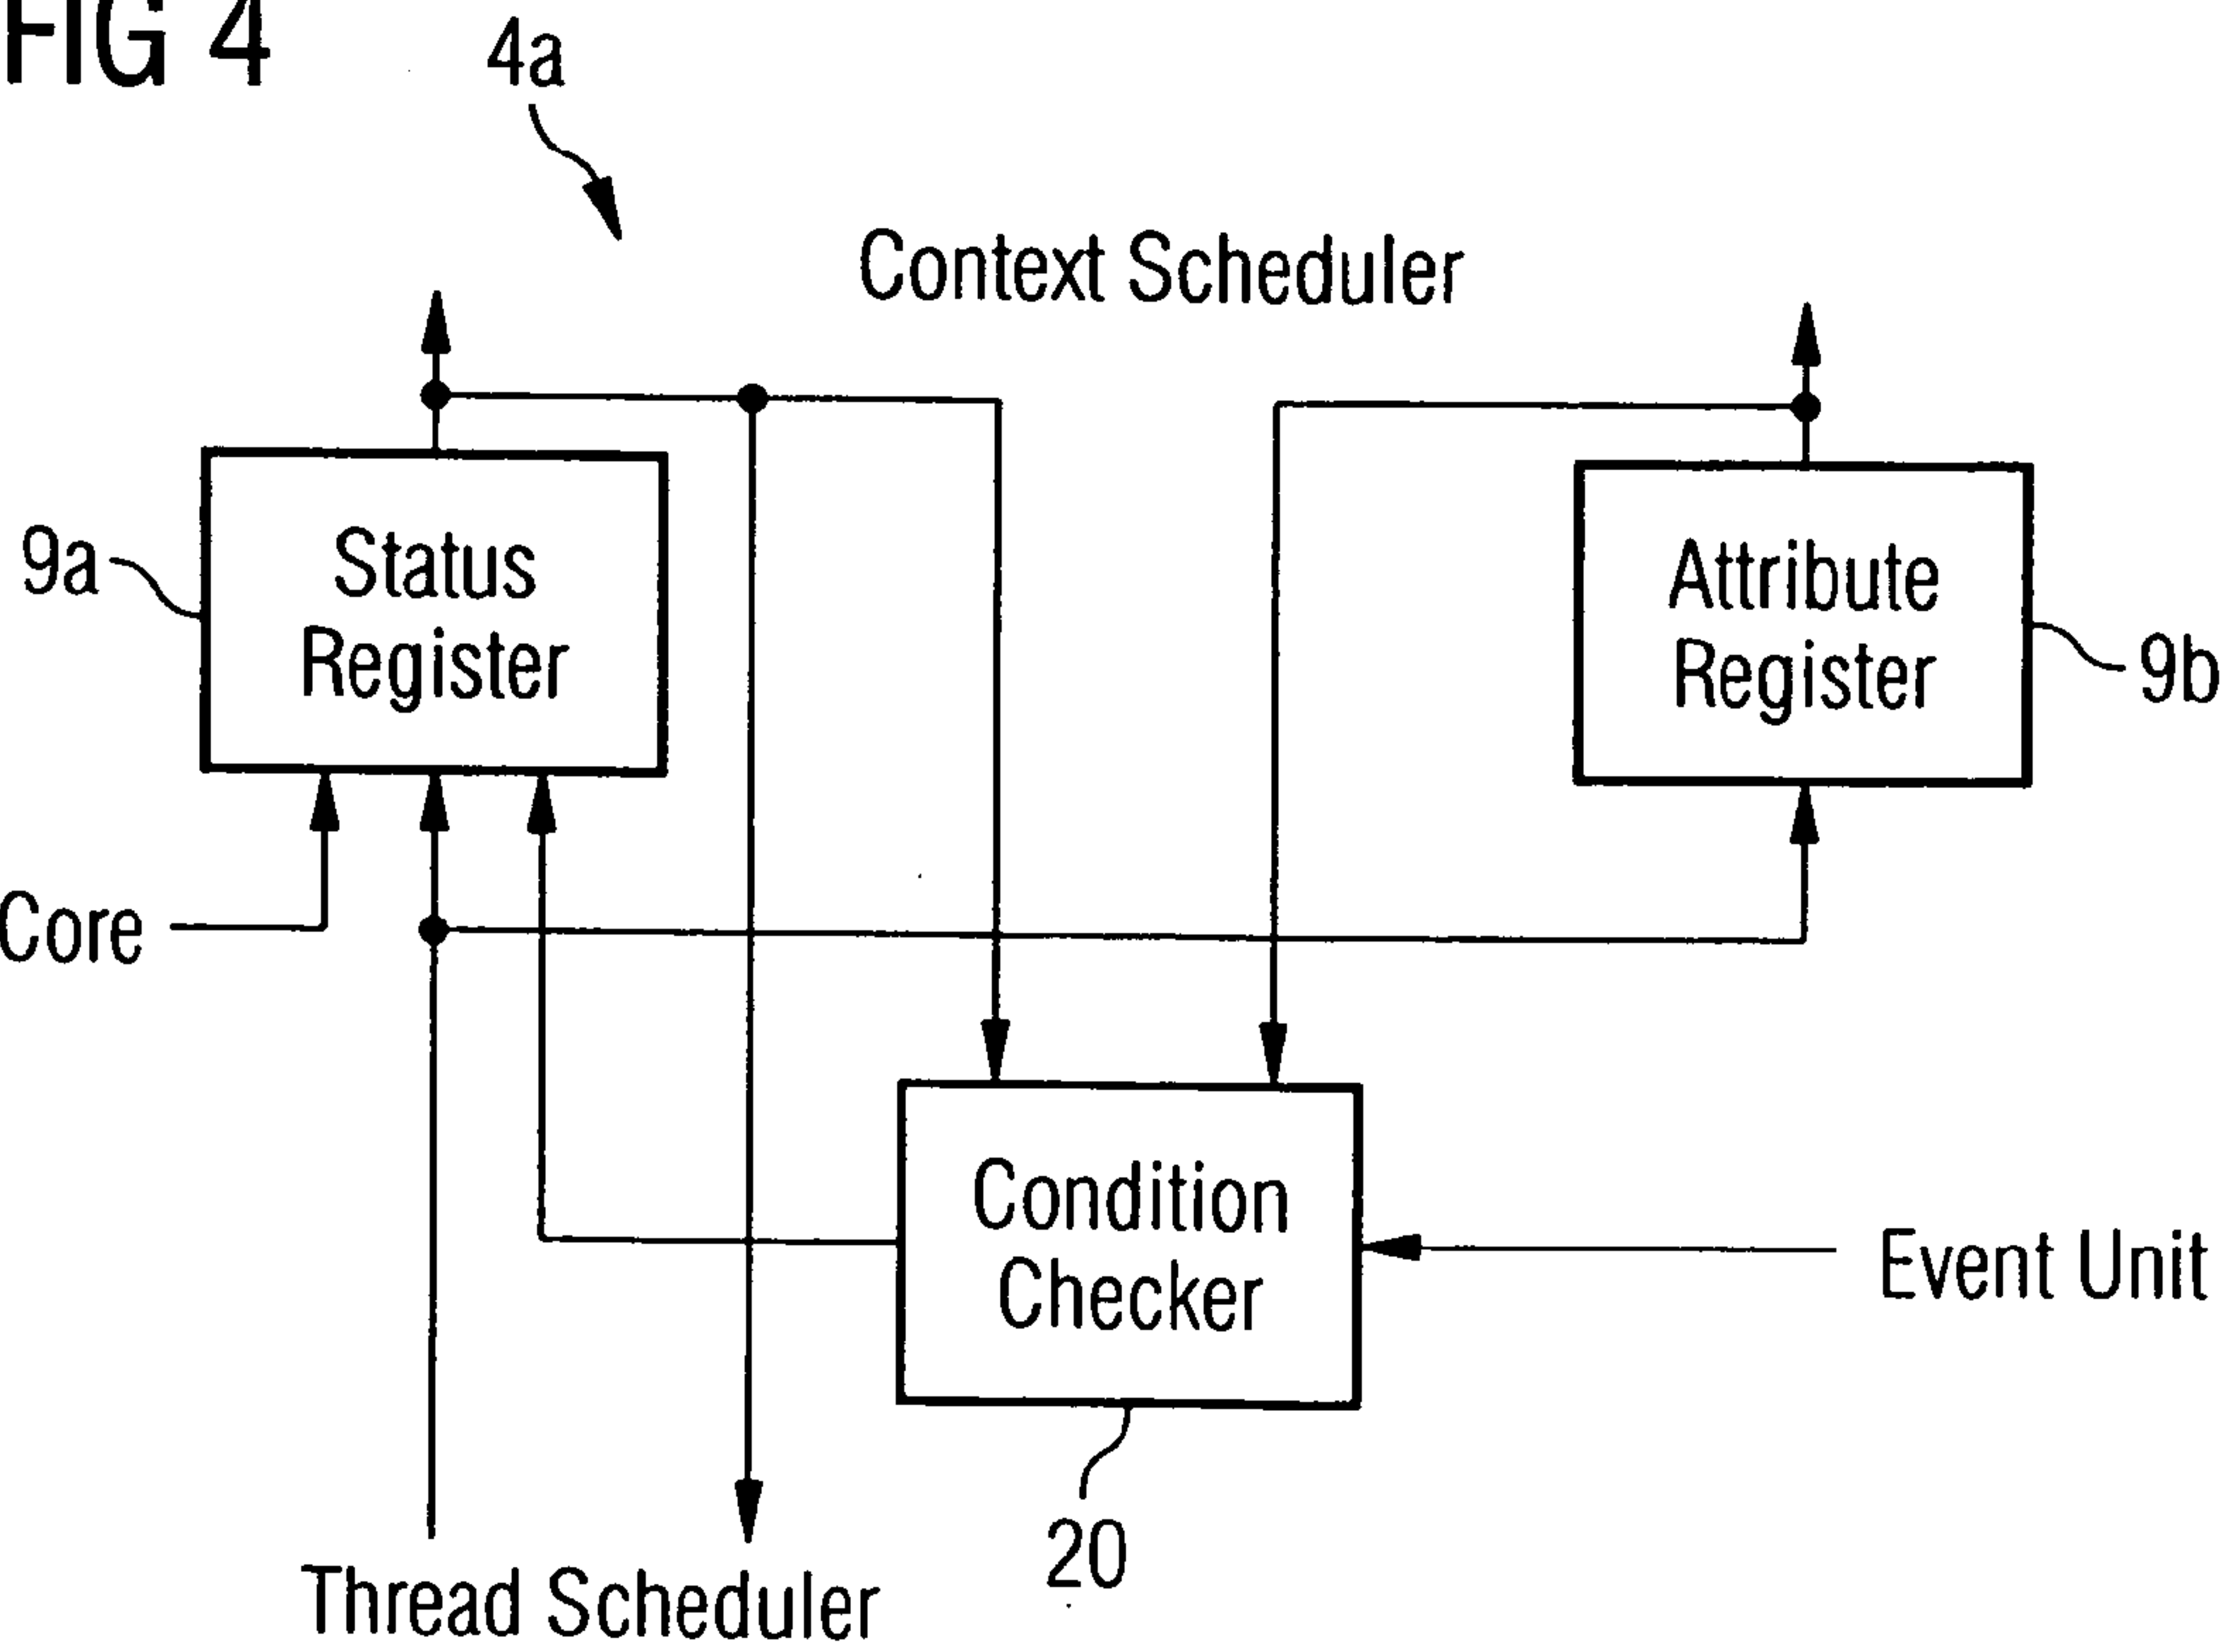 FIG 4
4a
Context Scheduler
9a
Status
Register
Attribute
Register
9b
Core
Condition
Checker
Event Unit
20
Thread Scheduler